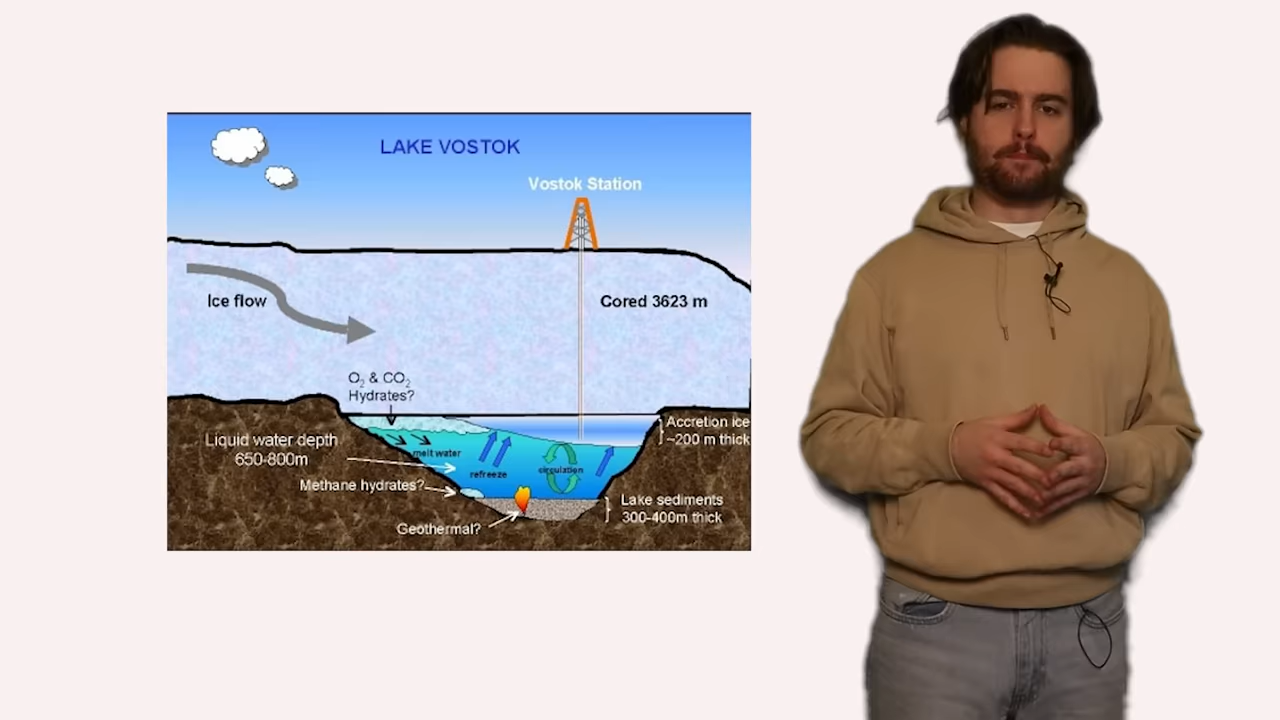 LAKE VOSTOK
Vostok Station
Ice flow
Cored 3623 m
O₂ & CO₂
Hydrates?
Accretion ice
~200 m thick
Liquid water depth
650-800m
melt water
refreeze
circulation
Methane hydrates?
Lake sediments
300-400m thick
Geothermal?